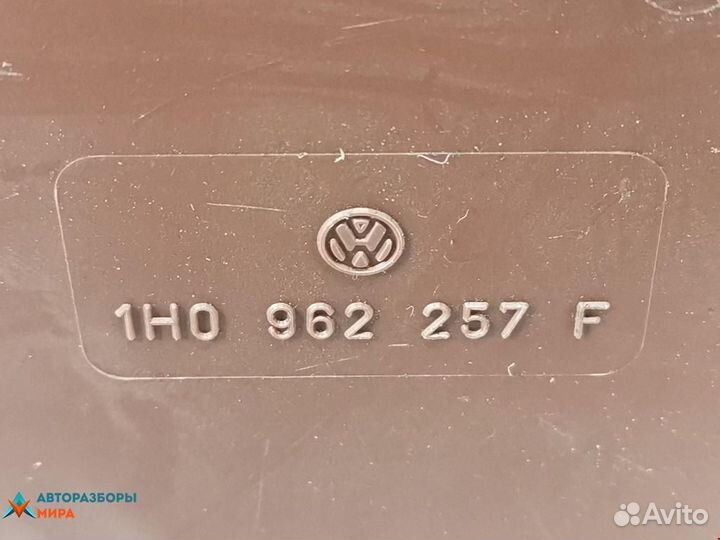 1H0 962 257 F
АВТОРАЗБОРЫ
МИРА
Avito